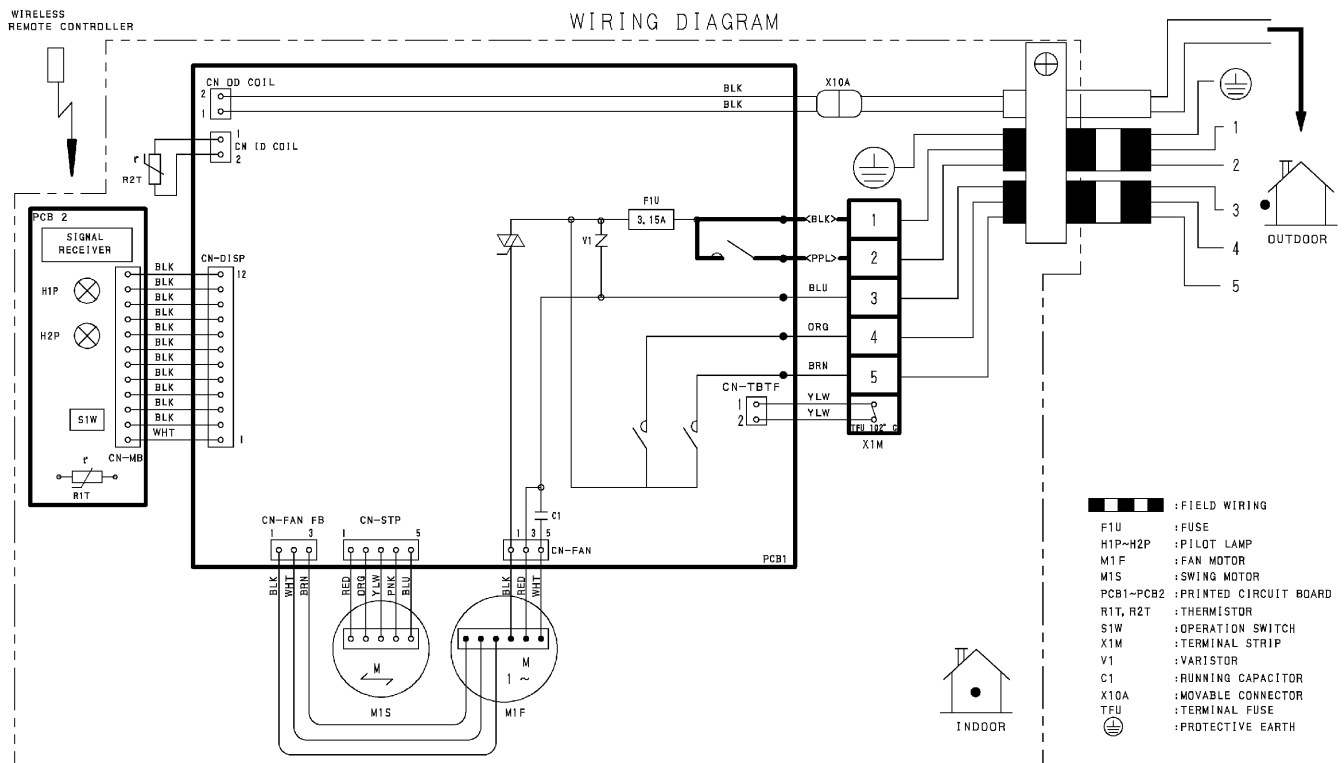 WIRELESS
REMOTE CONTROLLER
WIRING DIAGRAM
CN OD COIL
2
1
BLK
BLK
X10A
1
CN ID COIL
2
r
R2T
1
2
3
4
5
OUTDOOR
PCB 2
SIGNAL
RECEIVER
H1P
H2P
S1W
CN-MB
r
R1T
BLK
BLK
BLK
BLK
BLK
BLK
BLK
BLK
BLK
BLK
BLK
WHT
CN-DISP
12
1
F1U
3.15A
V1
<BLK>
<PPL>
BLU
ORG
BRN
1
2
3
4
5
CN-TBTF
1
2
YLW
YLW
TFU 102° C
X1M
CN-FAN FB
1 3
CN-STP
1 5
C1
1 3 5
CN-FAN
PCB1
BLK
WHT
BRN
RED
ORG
YLW
PNK
BLU
BLK
RED
WHT
M
M1S
M
1 ~
M1F
INDOOR
:FIELD WIRING
F1U :FUSE
H1P~H2P :PILOT LAMP
M1F :FAN MOTOR
M1S :SWING MOTOR
PCB1~PCB2 :PRINTED CIRCUIT BOARD
R1T, R2T :THERMISTOR
S1W :OPERATION SWITCH
X1M :TERMINAL STRIP
V1 :VARISTOR
C1 :RUNNING CAPACITOR
X10A :MOVABLE CONNECTOR
TFU :TERMINAL FUSE
:PROTECTIVE EARTH